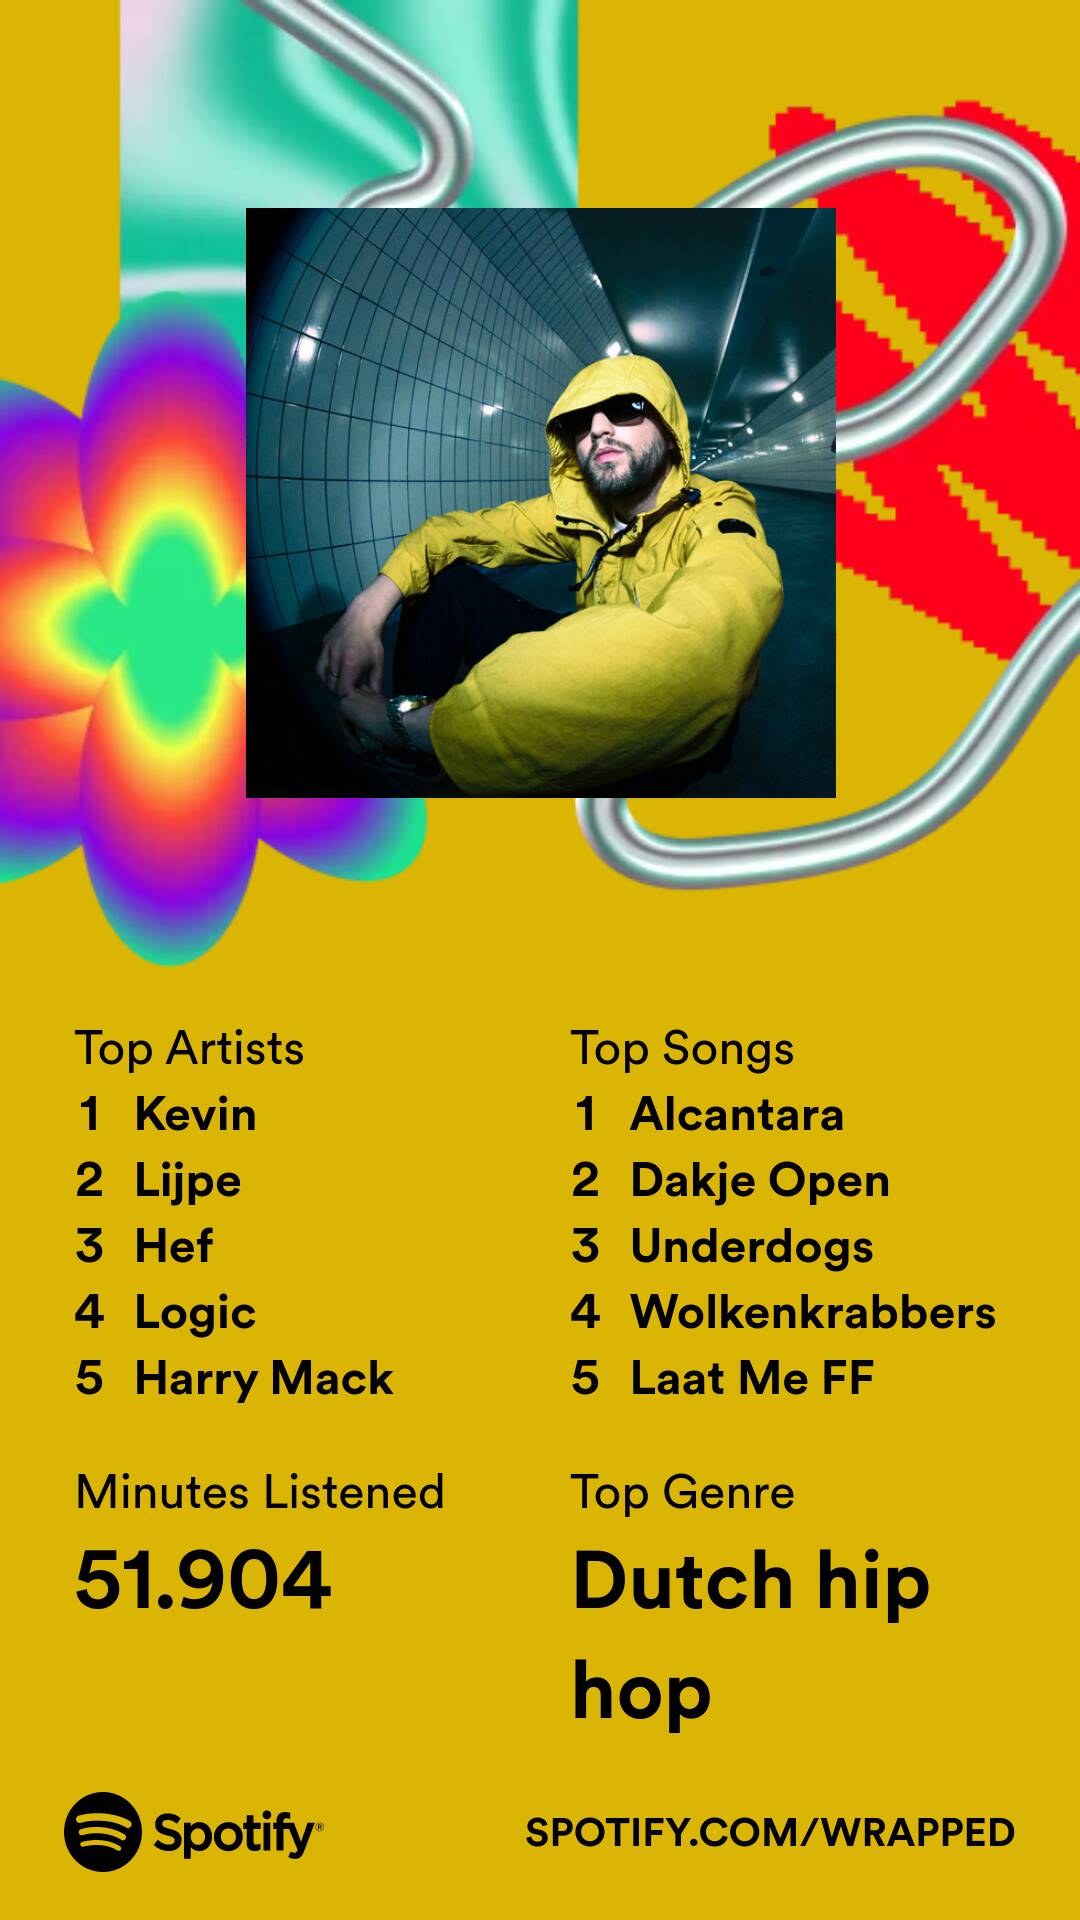 Top Artists
1 Kevin
2 Lijpe
3 Hef
4 Logic
5 Harry Mack
Top Songs
1 Alcantara
2 Dakje Open
3 Underdogs
4 Wolkenkrabbers
5 Laat Me FF
Minutes Listened
51.904
Top Genre
Dutch hip
hop
Spotify®
SPOTIFY.COM/WRAPPED